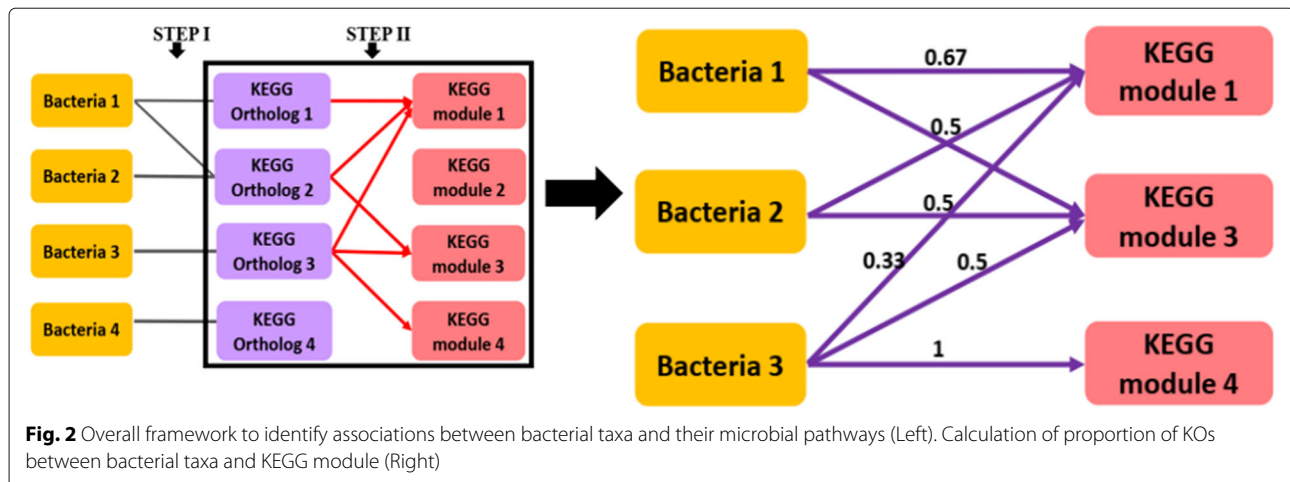 STEP I
STEP II
Bacteria 1
Bacteria 2
Bacteria 3
Bacteria 4
KEGG
Ortholog 1
KEGG
Ortholog 2
KEGG
Ortholog 3
KEGG
Ortholog 4
KEGG
module 1
KEGG
module 2
KEGG
module 3
KEGG
module 4
Bacteria 1
Bacteria 2
Bacteria 3
0.67
0.5
0.5
0.33
0.5
1
KEGG
module 1
KEGG
module 3
KEGG
module 4
Fig. 2 Overall framework to identify associations between bacterial taxa and their microbial pathways (Left). Calculation of proportion of KOs
between bacterial taxa and KEGG module (Right)